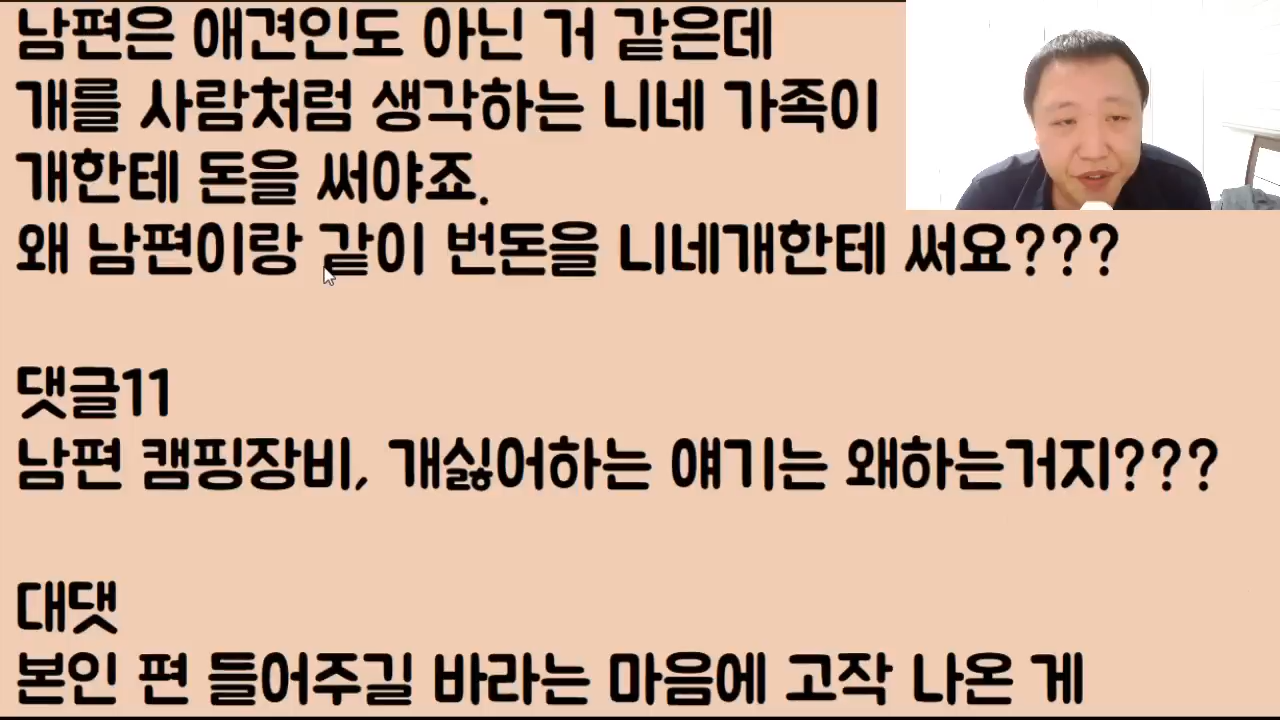 남편은 애견인도 아닌 거 같은데
개를 사람처럼 생각하는 니네 가족이
개한테 돈을 써야죠.
왜 남편이랑 같이 번돈을 니네개한테 써요???
댓글11
남편 캠핑장비, 개싫어하는 얘기는 왜하는거지???
대댓
본인 편 들어주길 바라는 마음에 고작 나온 게